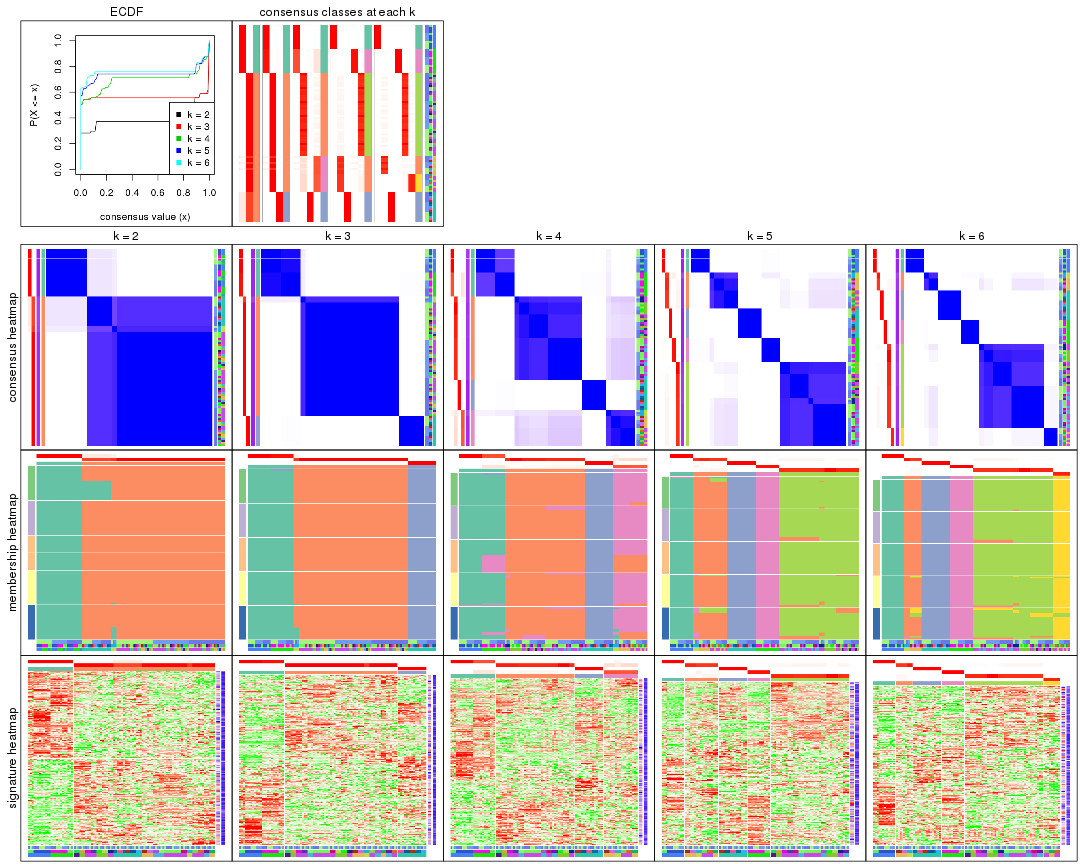 ECDF
consensus classes at each k
P(X <= x)
0.0
0.2
0.4
0.6
0.8
1.0
k = 2
k = 3
k = 4
k = 5
k = 6
0.0 0.2 0.4 0.6 0.8 1.0
consensus value (x)
k = 2
k = 3
k = 4
k = 5
k = 6
consensus heatmap
membership heatmap
signature heatmap